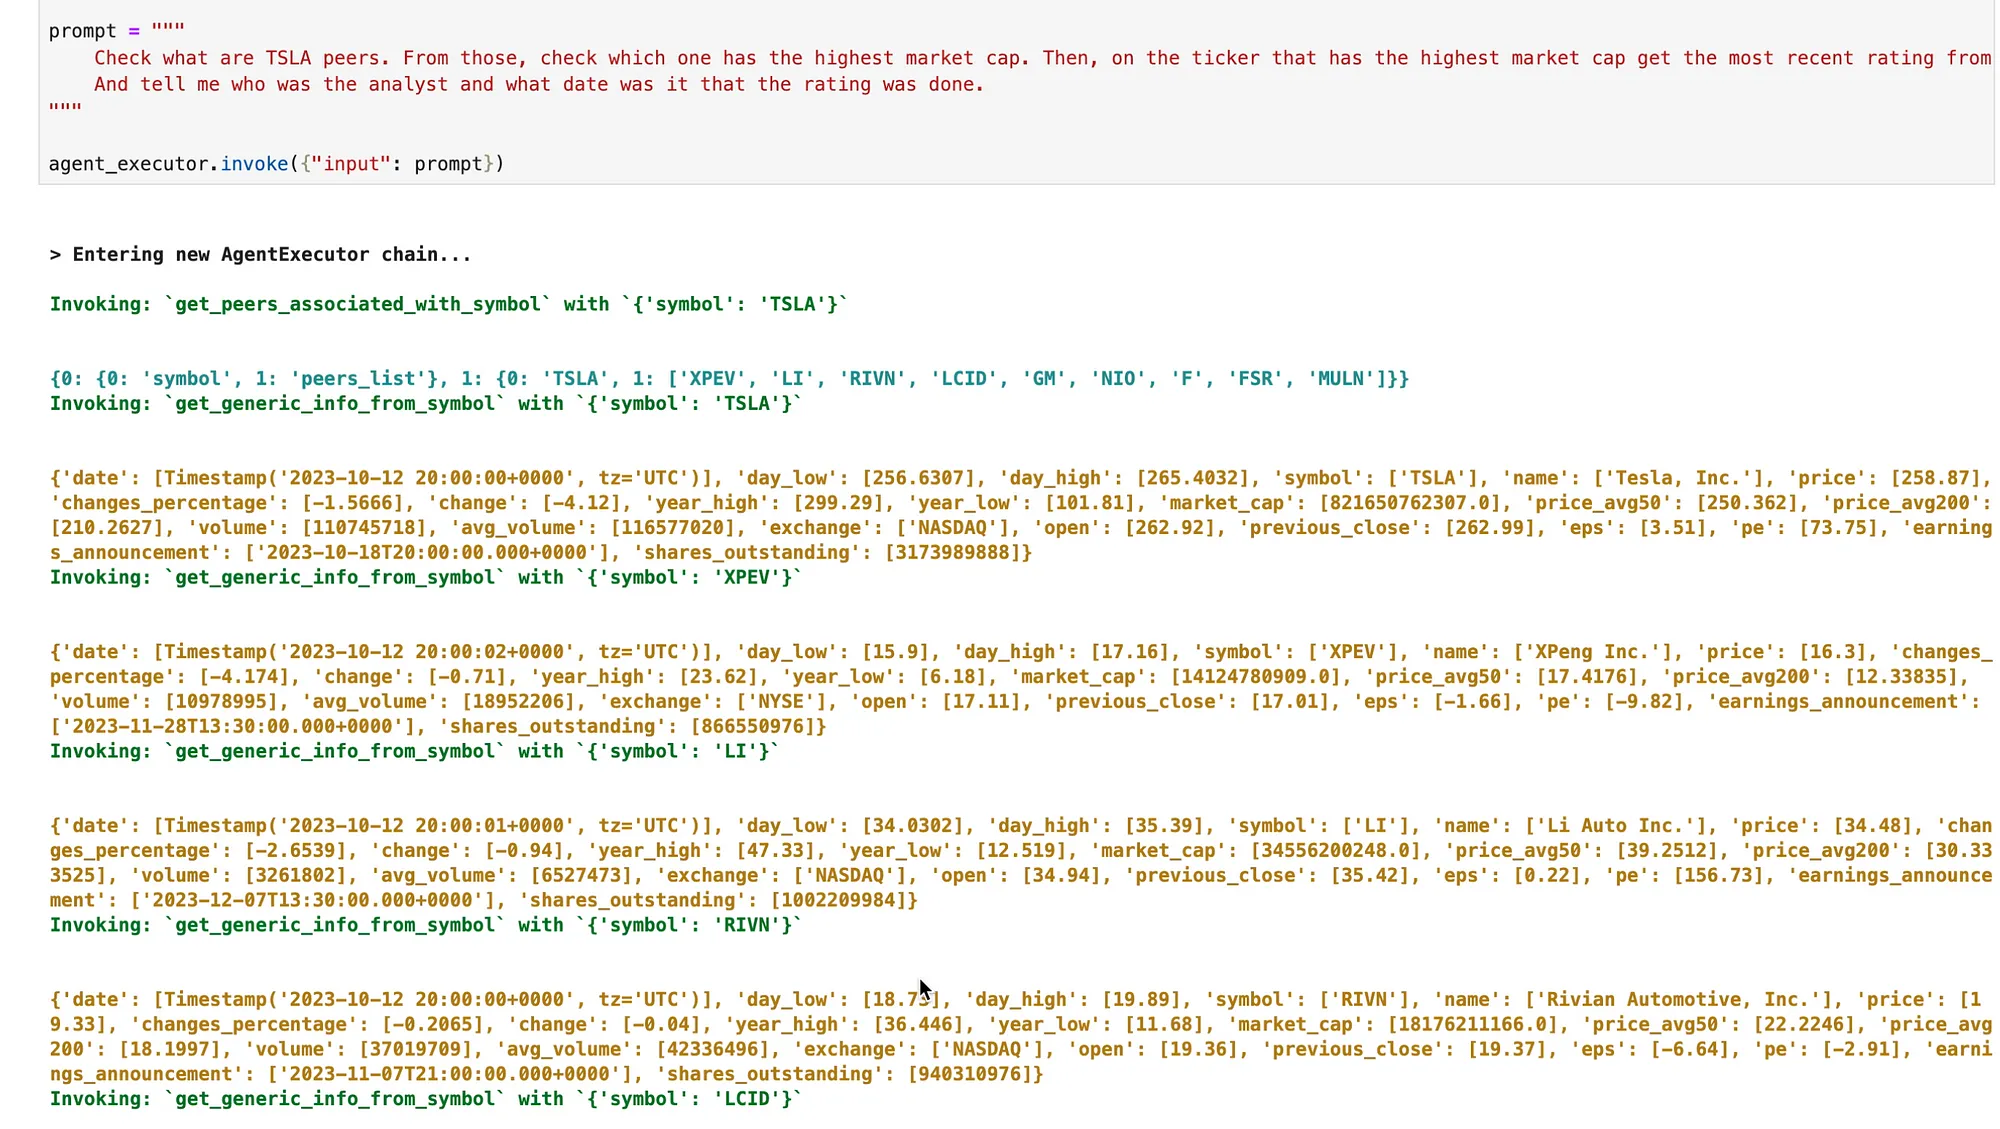 prompt = """
    Check what are TSLA peers. From those, check which one has the highest market cap. Then, on the ticker that has the highest market cap get the most recent rating from
    And tell me who was the analyst and what date was it that the rating was done.
"""
agent_executor.invoke({"input": prompt})
> Entering new AgentExecutor chain...
Invoking: `get_peers_associated_with_symbol` with `{'symbol': 'TSLA'}`
{0: {0: 'symbol', 1: 'peers_list'}, 1: {0: 'TSLA', 1: ['XPEV', 'LI', 'RIVN', 'LCID', 'GM', 'NIO', 'F', 'FSR', 'MULN']}}
Invoking: `get_generic_info_from_symbol` with `{'symbol': 'TSLA'}`
{'date': [Timestamp('2023-10-12 20:00:00+0000', tz='UTC')], 'day_low': [256.6307], 'day_high': [265.4032], 'symbol': ['TSLA'], 'name': ['Tesla, Inc.'], 'price': [258.87],
'changes_percentage': [-1.5666], 'change': [-4.12], 'year_high': [299.29], 'year_low': [101.81], 'market_cap': [821650762307.0], 'price_avg50': [250.362], 'price_avg200':
[210.2627], 'volume': [110745718], 'avg_volume': [116577020], 'exchange': ['NASDAQ'], 'open': [262.92], 'previous_close': [262.99], 'eps': [3.51], 'pe': [73.75], 'earning
s_announcement': ['2023-10-18T20:00:00.000+0000'], 'shares_outstanding': [3173989888]}
Invoking: `get_generic_info_from_symbol` with `{'symbol': 'XPEV'}`
{'date': [Timestamp('2023-10-12 20:00:02+0000', tz='UTC')], 'day_low': [15.9], 'day_high': [17.16], 'symbol': ['XPEV'], 'name': ['XPeng Inc.'], 'price': [16.3], 'changes_
percentage': [-4.174], 'change': [-0.71], 'year_high': [23.62], 'year_low': [6.18], 'market_cap': [14124780909.0], 'price_avg50': [17.4176], 'price_avg200': [12.33835],
'volume': [10978995], 'avg_volume': [18952206], 'exchange': ['NYSE'], 'open': [17.11], 'previous_close': [17.01], 'eps': [-1.66], 'pe': [-9.82], 'earnings_announcement':
['2023-11-28T13:30:00.000+0000'], 'shares_outstanding': [866550976]}
Invoking: `get_generic_info_from_symbol` with `{'symbol': 'LI'}`
{'date': [Timestamp('2023-10-12 20:00:01+0000', tz='UTC')], 'day_low': [34.0302], 'day_high': [35.39], 'symbol': ['LI'], 'name': ['Li Auto Inc.'], 'price': [34.48], 'chan
ges_percentage': [-2.6539], 'change': [-0.94], 'year_high': [47.33], 'year_low': [12.519], 'market_cap': [34556200248.0], 'price_avg50': [39.2512], 'price_avg200': [30.33
3525], 'volume': [3261802], 'avg_volume': [6527473], 'exchange': ['NASDAQ'], 'open': [34.94], 'previous_close': [35.42], 'eps': [0.22], 'pe': [156.73], 'earnings_announce
ment': ['2023-12-07T13:30:00.000+0000'], 'shares_outstanding': [1002209984]}
Invoking: `get_generic_info_from_symbol` with `{'symbol': 'RIVN'}`
{'date': [Timestamp('2023-10-12 20:00:00+0000', tz='UTC')], 'day_low': 'day_high': [19.89], 'symbol': ['RIVN'], 'name': ['Rivian Automotive, Inc.'], 'price': [1
9.33], 'changes_percentage': [-0.2065], 'change': [-0.04], 'year_high': [36.446], 'year_low': [11.68], 'market_cap': [18176211166.0], 'price_avg50': [22.2246], 'price_avg
200': [18.1997], 'volume': [37019709], 'avg_volume': [42336496], 'exchange': ['NASDAQ'], 'open': [19.36], 'previous_close': [19.37], 'eps': [-6.64], 'pe': [-2.91], 'earni
ngs_announcement': ['2023-11-07T21:00:00.000+0000'], 'shares_outstanding': [940310976]}
Invoking: `get_generic_info_from_symbol` with `{'symbol': 'LCID'}`